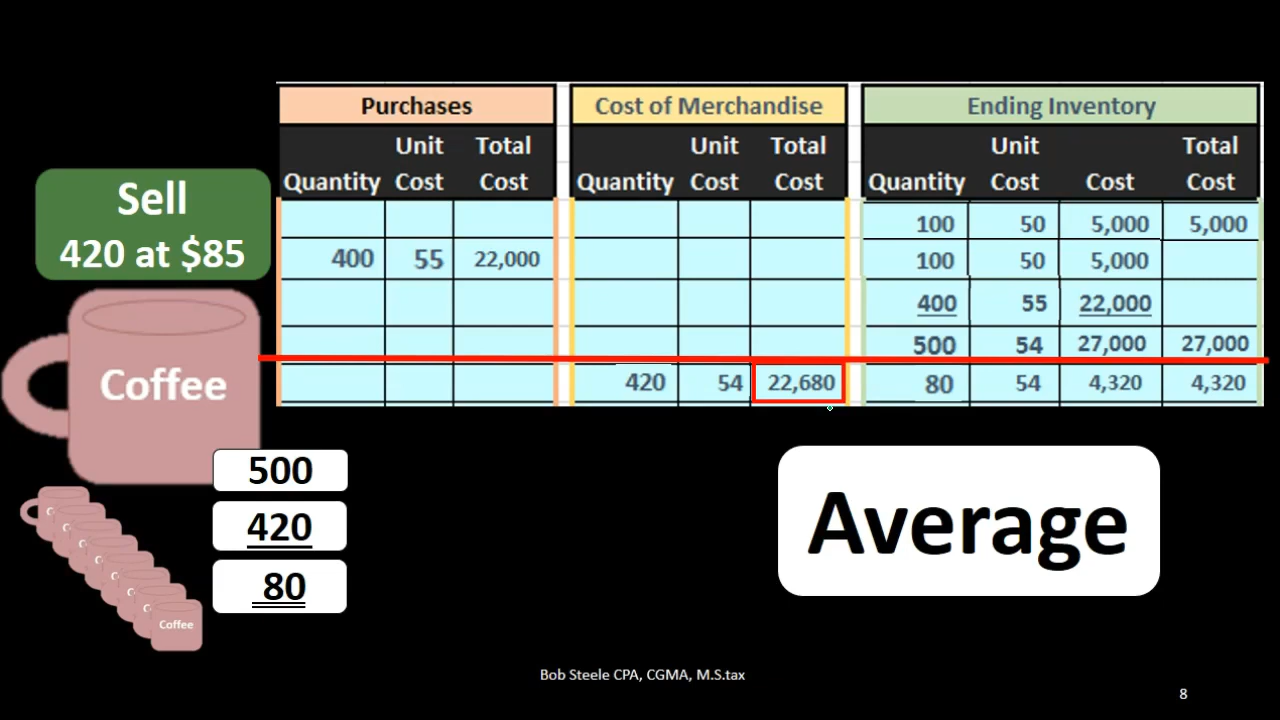 Purchases Cost of Merchandise Ending Inventory
Unit Total Unit Total Unit Total
Quantity Cost Cost Quantity Cost Cost Quantity Cost Cost Cost
Sell
420 at $85
100 50 5,000 5,000
400 55 22,000 100 50 5,000
400 55 22,000
500 54 27,000 27,000
420 54 22,680 80 54 4,320 4,320
Coffee
500
420
80
Average
Coffee
Bob Steele CPA, CGMA, M.S.tax
8